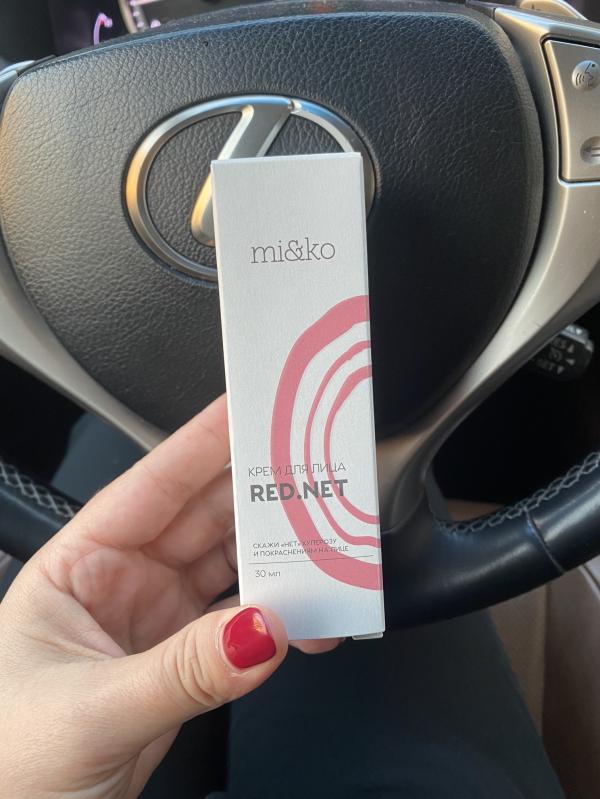 mi&ko
КРЕМ ДЛЯ ЛИЦА
RED.NET
СКАЖИ «НЕТ» КУПЕРОЗУ
И ПОКРАСНЕНИЯМ НА ЛИЦЕ
30 мл